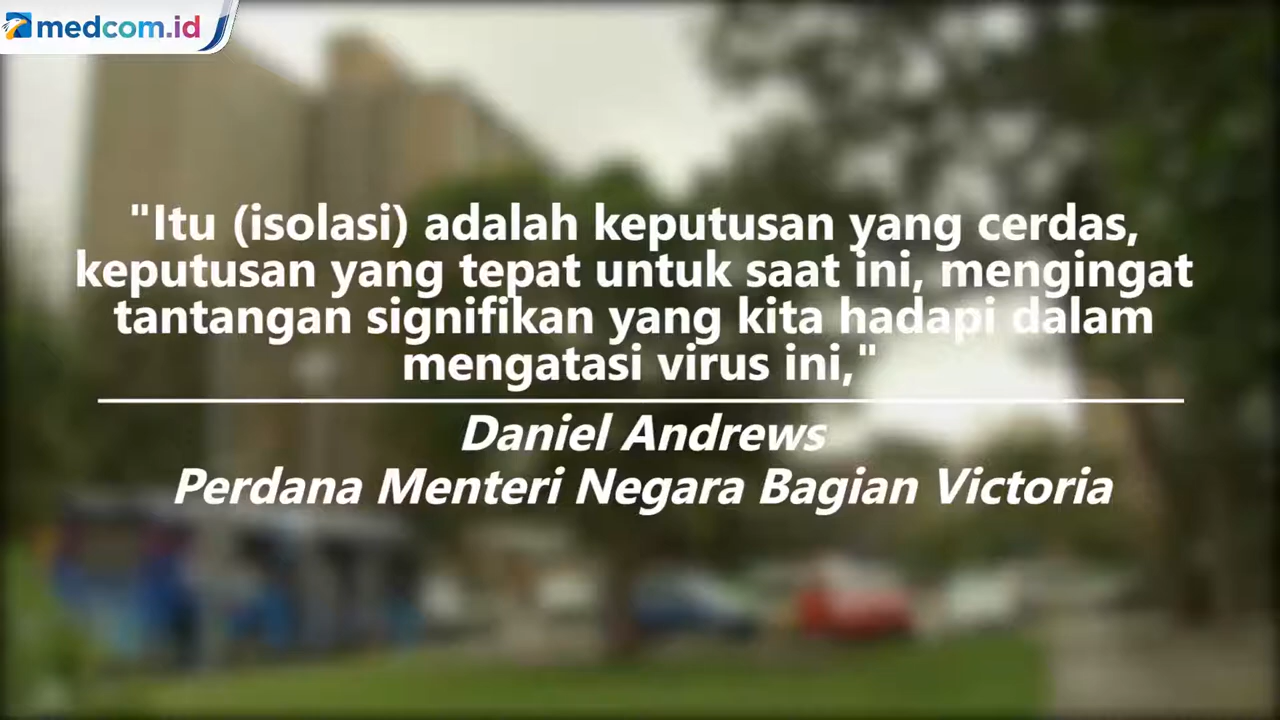 medcom.id
"Itu (isolasi) adalah keputusan yang cerdas,
keputusan yang tepat untuk saat ini, mengingat
tantangan signifikan yang kita hadapi dalam
mengatasi virus ini,"
Daniel Andrews
Perdana Menteri Negara Bagian Victoria